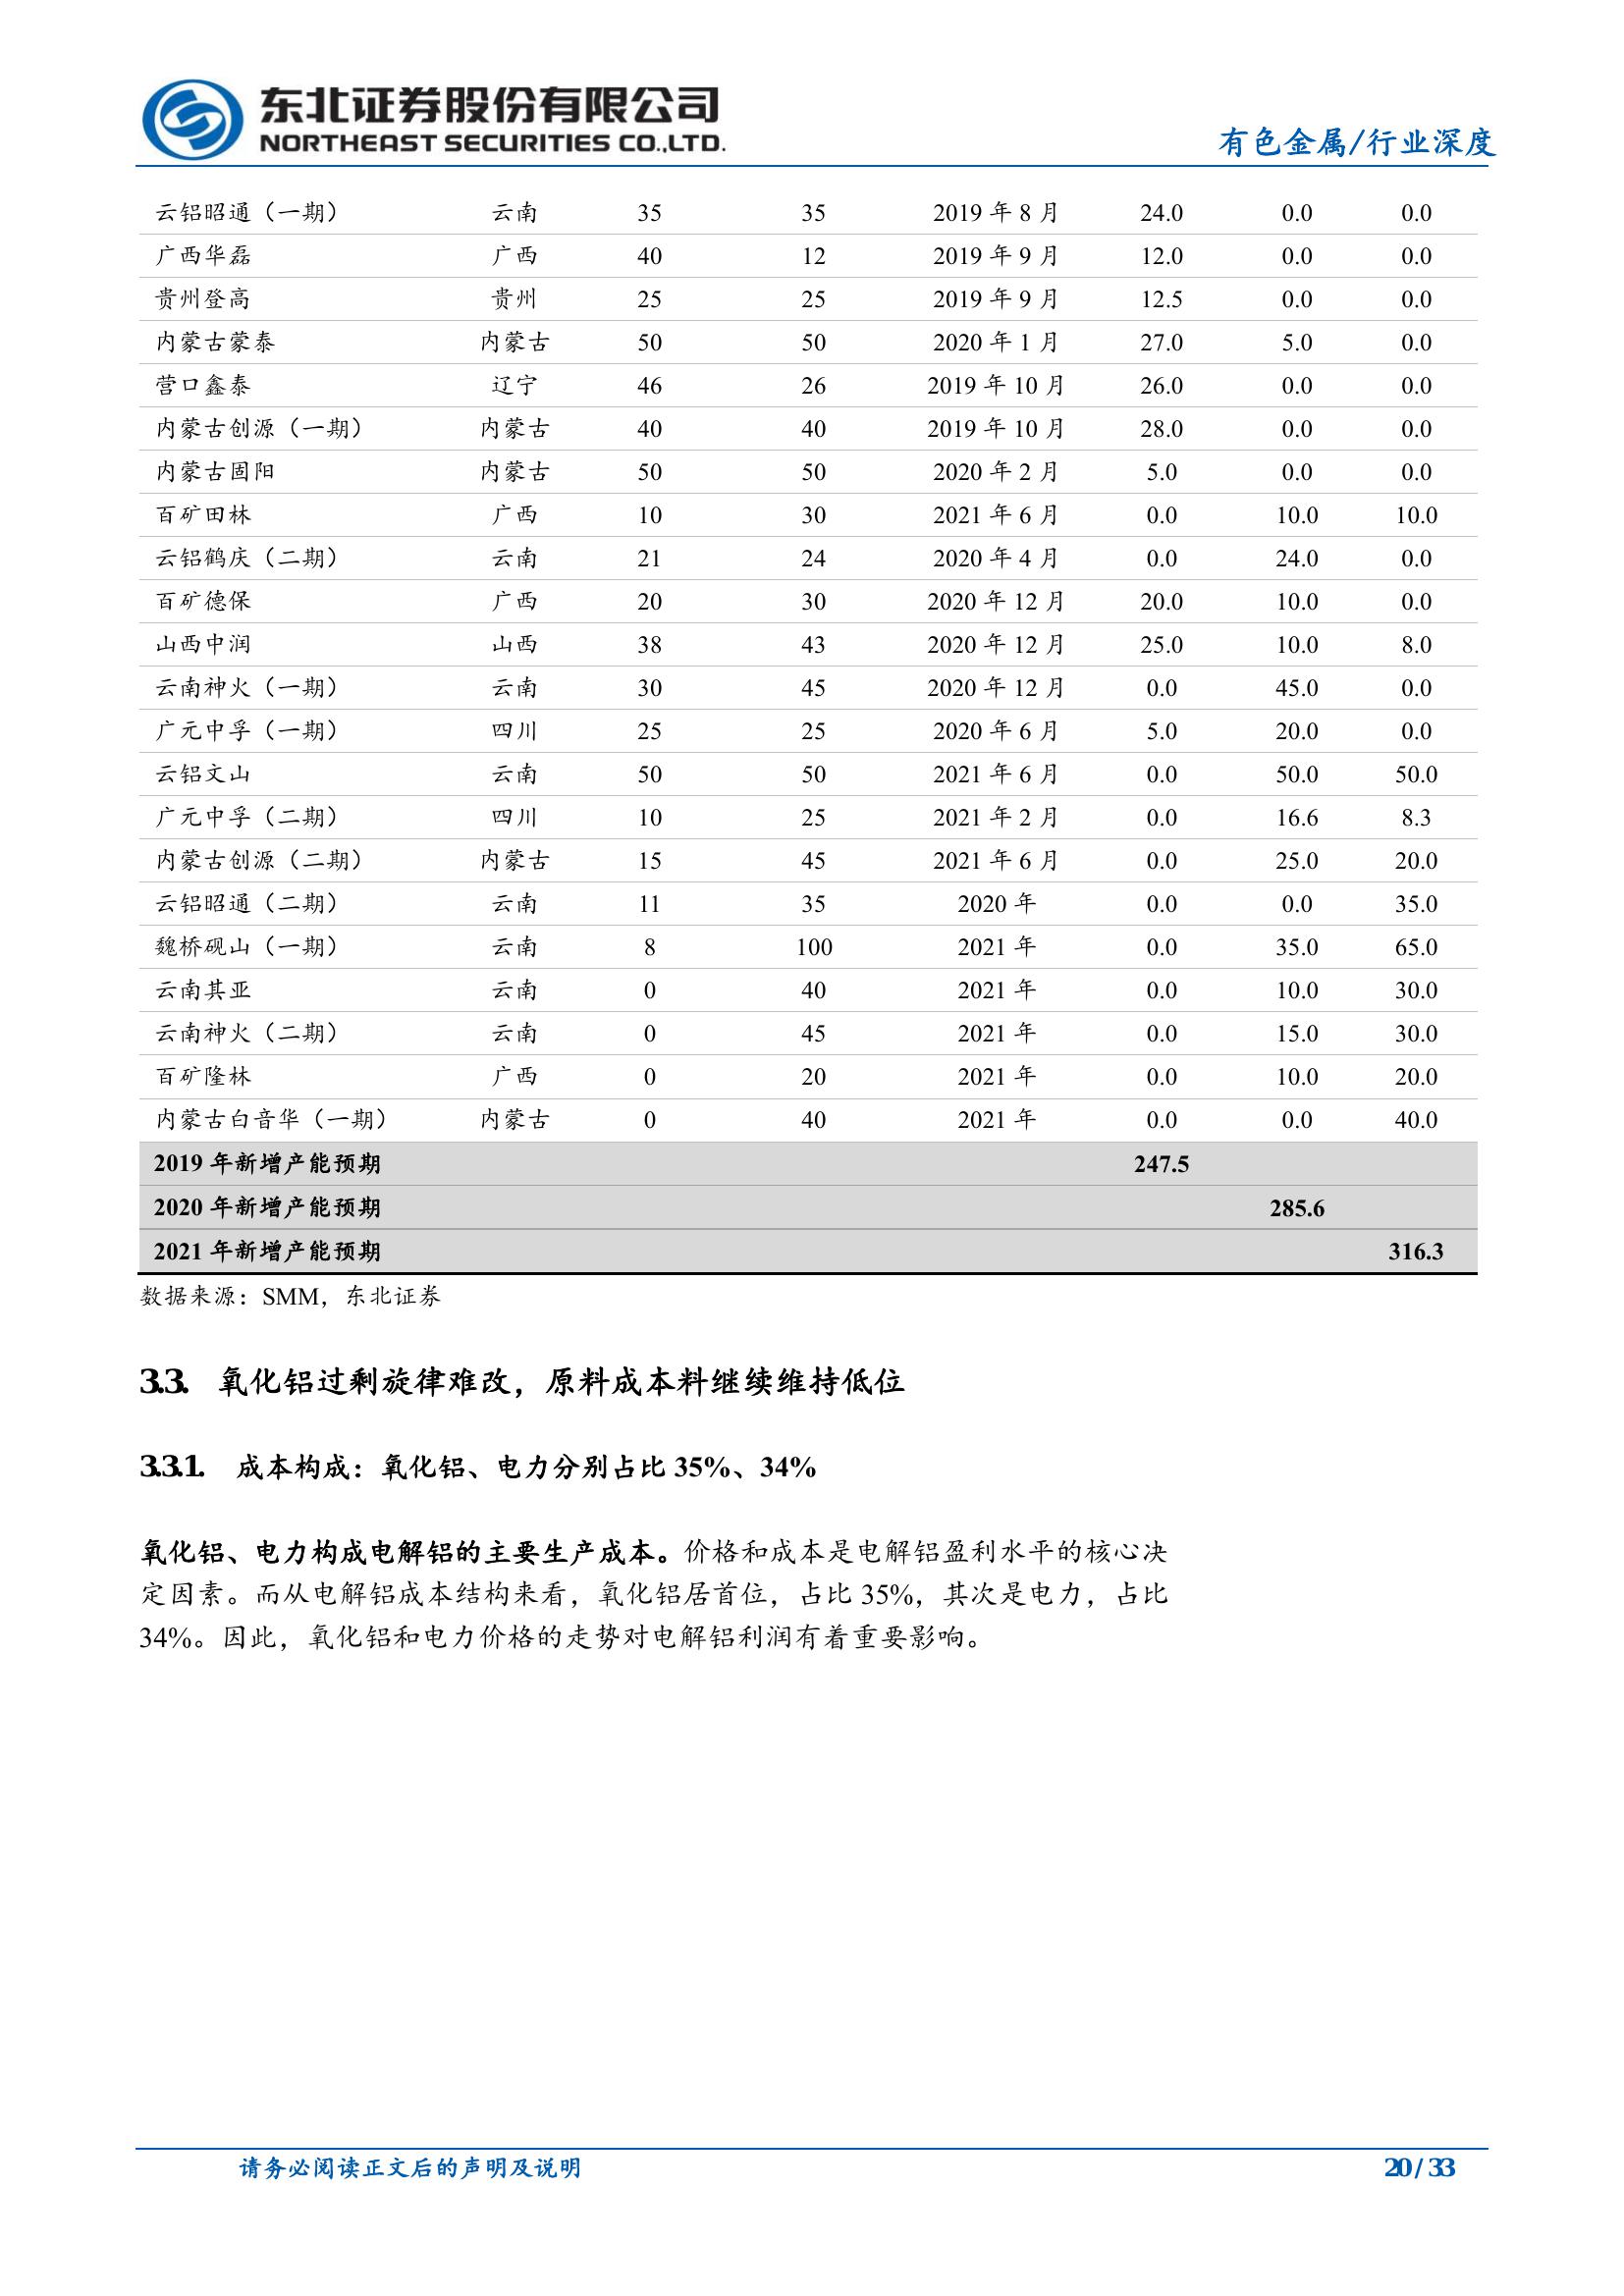 东北证券股份有限公司
NORTHEAST SECURITIES CO.,LTD.
有色金属/行业深度
云铝昭通（一期） 云南 35 35 2019 年 8 月 24.0 0.0 0.0
广西华磊 广西 40 12 2019 年 9 月 12.0 0.0 0.0
贵州登高 贵州 25 25 2019 年 9 月 12.5 0.0 0.0
内蒙古蒙泰 内蒙古 50 50 2020 年 1 月 27.0 5.0 0.0
营口鑫泰 辽宁 46 26 2019 年 10 月 26.0 0.0 0.0
内蒙古创源（一期） 内蒙古 40 40 2019 年 10 月 28.0 0.0 0.0
内蒙古固阳 内蒙古 50 50 2020 年 2 月 5.0 0.0 0.0
百矿田林 广西 10 30 2021 年 6 月 0.0 10.0 10.0
云铝鹤庆（二期） 云南 21 24 2020 年 4 月 0.0 24.0 0.0
百矿德保 广西 20 30 2020 年 12 月 20.0 10.0 0.0
山西中润 山西 38 43 2020 年 12 月 25.0 10.0 8.0
云南神火（一期） 云南 30 45 2020 年 12 月 0.0 45.0 0.0
广元中孚（一期） 四川 25 25 2020 年 6 月 5.0 20.0 0.0
云铝文山 云南 50 50 2021 年 6 月 0.0 50.0 50.0
广元中孚（二期） 四川 10 25 2021 年 2 月 0.0 16.6 8.3
内蒙古创源（二期） 内蒙古 15 45 2021 年 6 月 0.0 25.0 20.0
云铝昭通（二期） 云南 11 35 2020 年 0.0 0.0 35.0
魏桥砚山（一期） 云南 8 100 2021 年 0.0 35.0 65.0
云南其亚 云南 0 40 2021 年 0.0 10.0 30.0
云南神火（二期） 云南 0 45 2021 年 0.0 15.0 30.0
百矿隆林 广西 0 20 2021 年 0.0 10.0 20.0
内蒙古白音华（一期） 内蒙古 0 40 2021 年 0.0 0.0 40.0
2019 年新增产能预期 247.5
2020 年新增产能预期 285.6
2021 年新增产能预期 316.3
数据来源：SMM，东北证券
3.3. 氧化铝过剩旋律难改，原料成本料继续维持低位
3.3.1. 成本构成：氧化铝、电力分别占比 35%、34%
氧化铝、电力构成电解铝的主要生产成本。价格和成本是电解铝盈利水平的核心决
定因素。而从电解铝成本结构来看，氧化铝居首位，占比 35%，其次是电力，占比
34%。因此，氧化铝和电力价格的走势对电解铝利润有着重要影响。
请务必阅读正文后的声明及说明 20 / 33